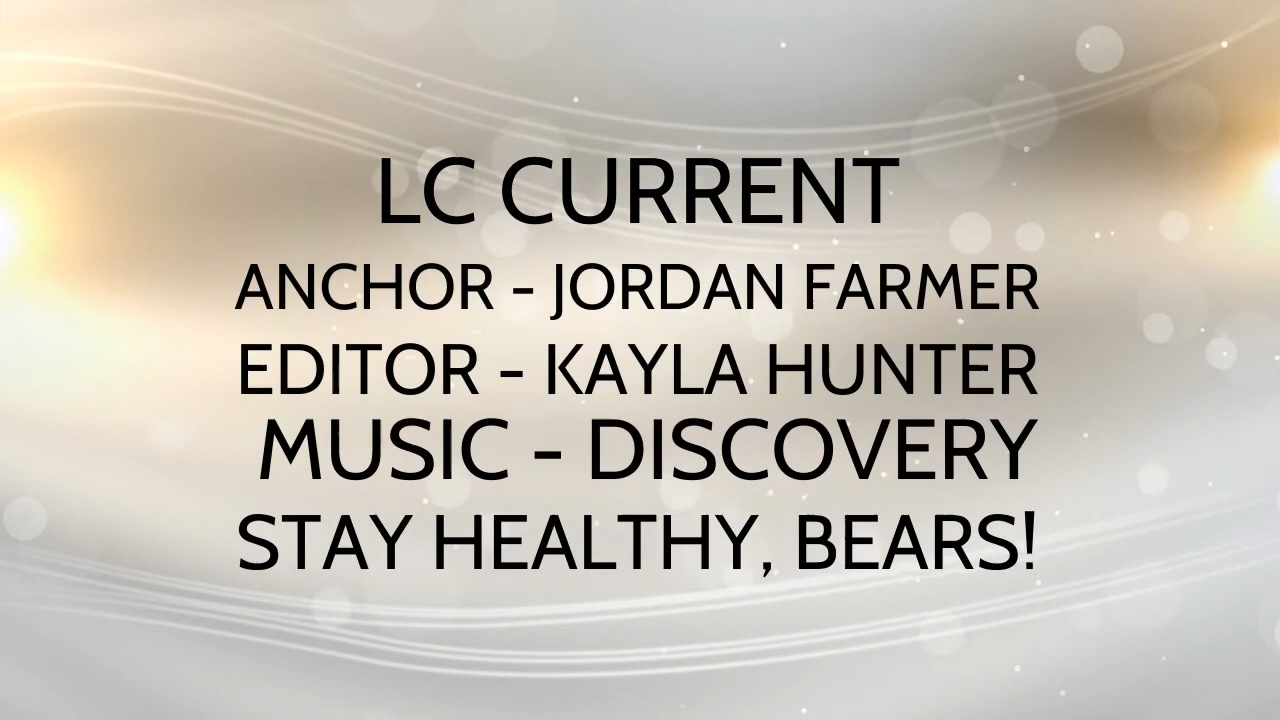 LC CURRENT
ANCHOR - JORDAN FARMER
EDITOR - KAYLA HUNTER
MUSIC - DISCOVERY
STAY HEALTHY, BEARS!